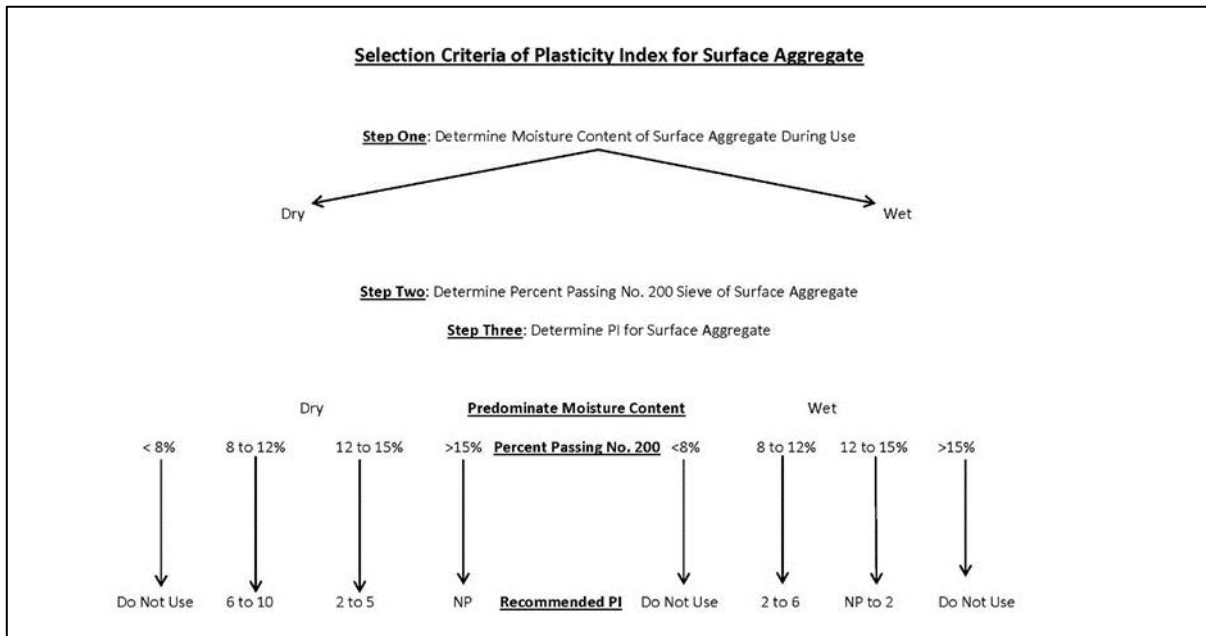 Selection Criteria of Plasticity Index for Surface Aggregate
Step One: Determine Moisture Content of Surface Aggregate During Use
Dry Wet
Step Two: Determine Percent Passing No. 200 Sieve of Surface Aggregate
Step Three: Determine PI for Surface Aggregate
Dry Predominate Moisture Content Wet
< 8% 8 to 12% 12 to 15% >15% Percent Passing No. 200 <8% 8 to 12% 12 to 15% >15%
Do Not Use 6 to 10 2 to 5 NP Recommended PI Do Not Use 2 to 6 NP to 2 Do Not Use